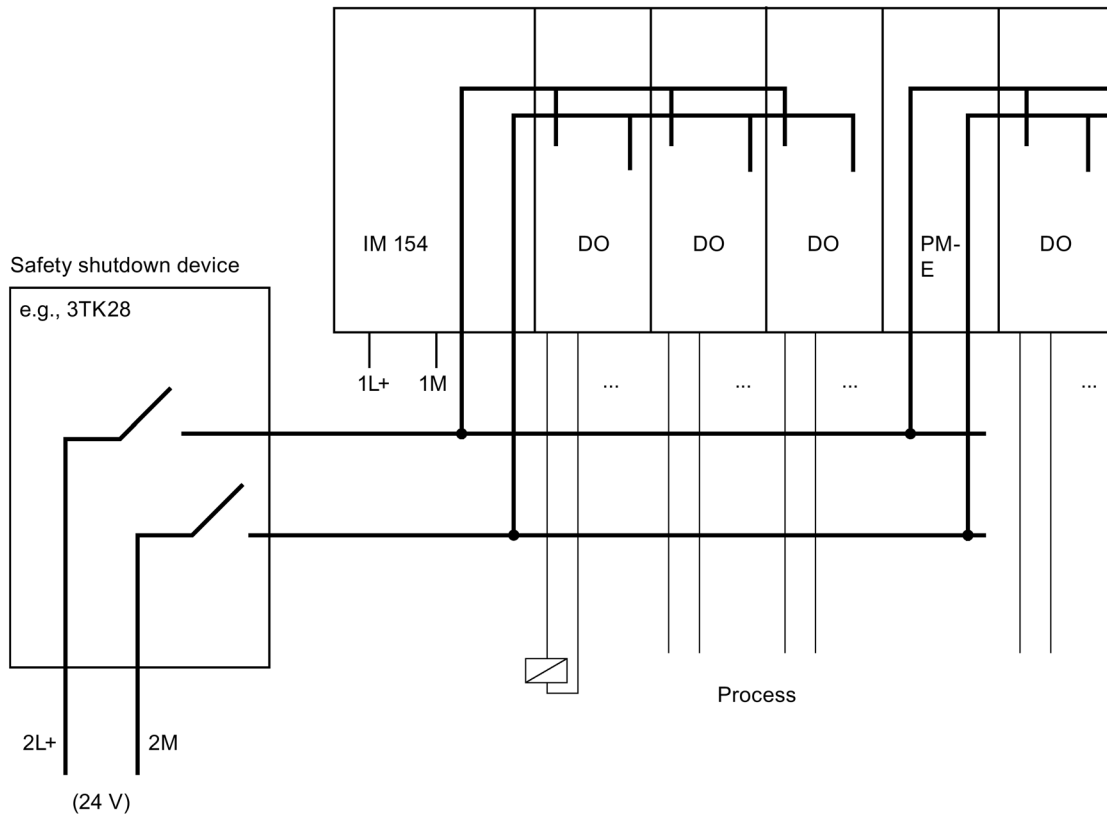 IM 154
DO
DO
DO
PM-
E
DO
Safety shutdown device
e.g., 3TK28
1L+
1M
...
...
...
...
Process
2L+
2M
(24 V)